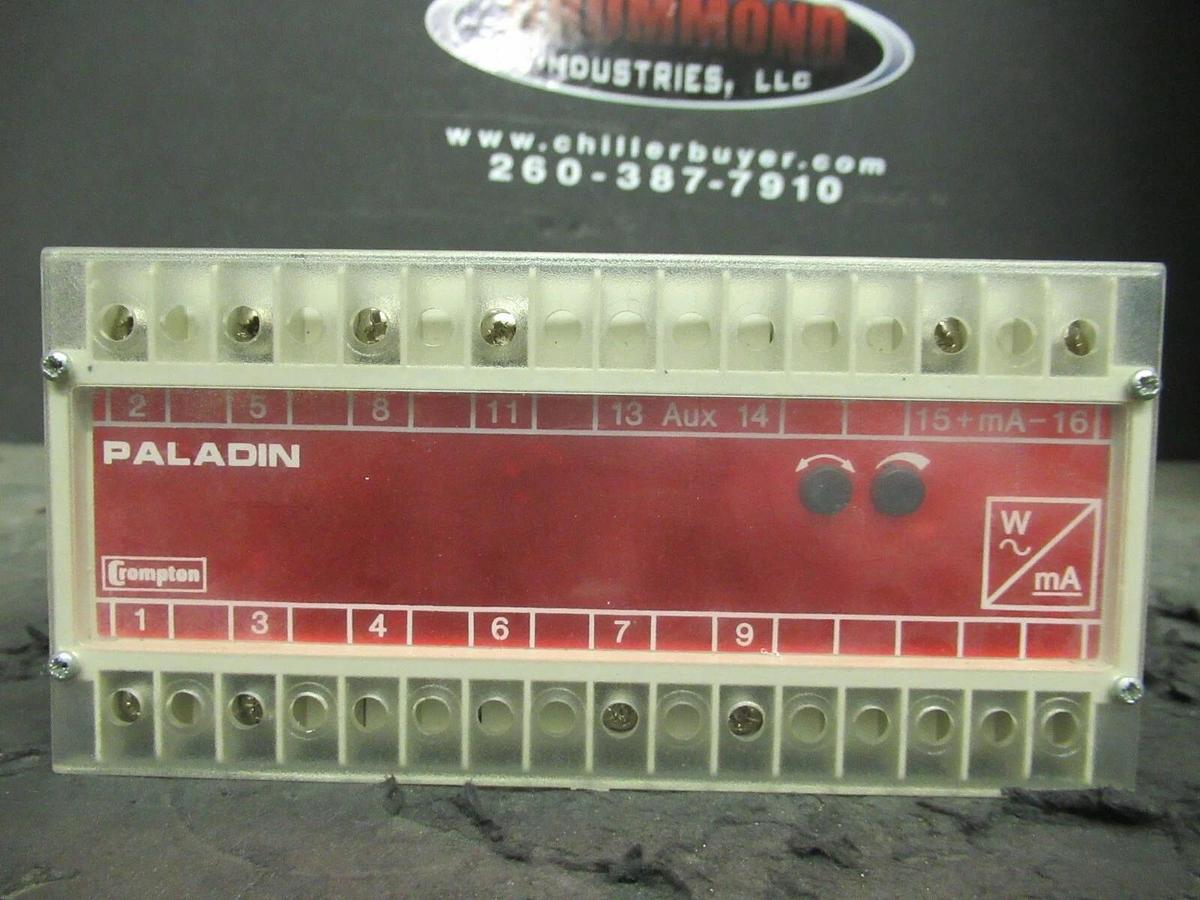 RUMMOND
INDUSTRIES, LLC
www.chillerbuyer.com
260-387-7910
2 5 8 11 13 Aux 14 15+mA-16
PALADIN
W
mA
Crompton
1 3 4 6 7 9